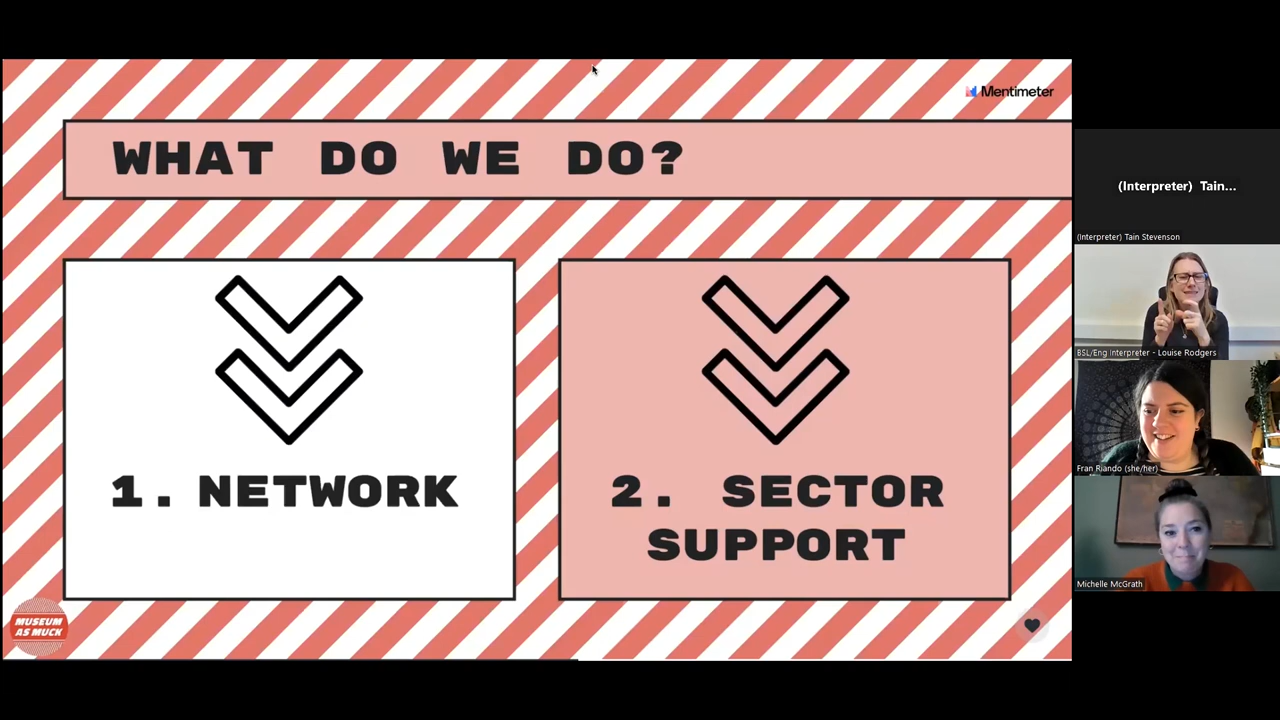 Mentimeter
WHAT DO WE DO?
1. NETWORK
2. SECTOR
SUPPORT
MUSEUM
AS MUCK
(Interpreter) Tain...
(Interpreter) Tain Stevenson
BSL/Eng Interpreter - Louise Rodgers
Fran Riando (she/her)
Michelle McGrath